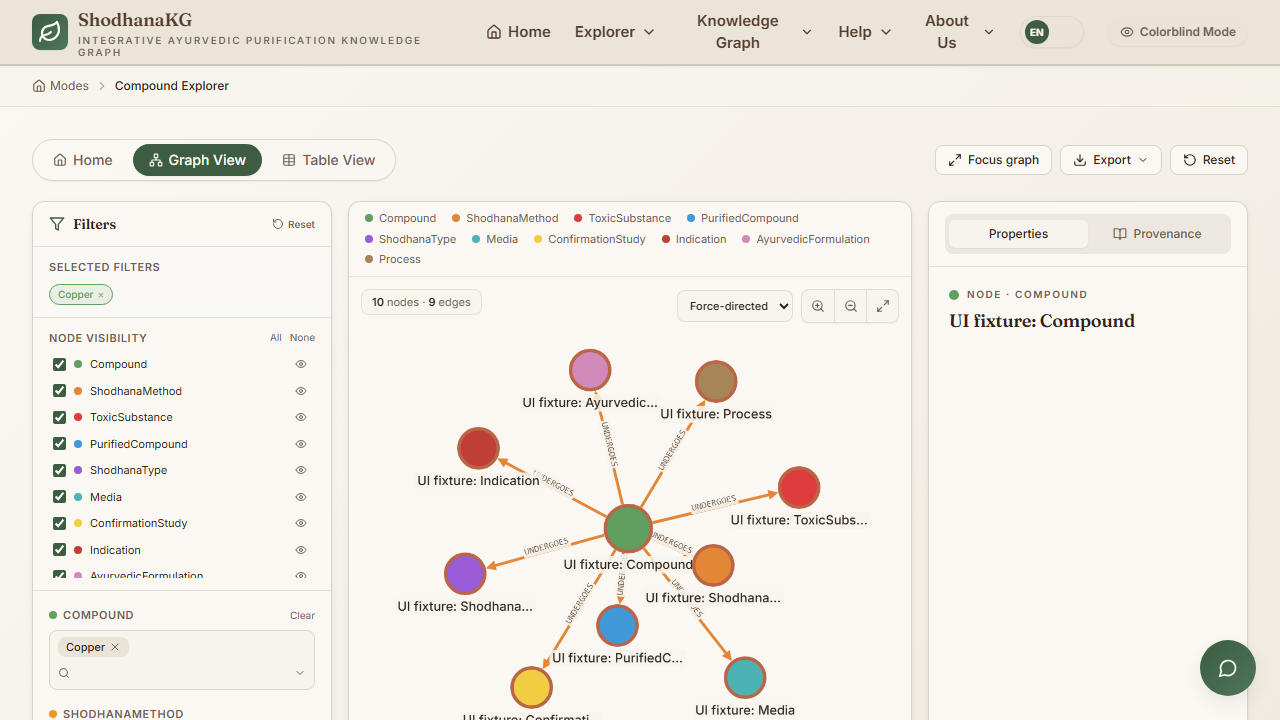 ShodhanaKG
INTEGRATIVE AYURVEDIC PURIFICATION KNOWLEDGE
GRAPH
Home
Explorer
Knowledge
Graph
Help
About
Us
EN
Colorblind Mode
Modes
Compound Explorer
Home
Graph View
Table View
Focus graph
Export
Reset
Filters
Reset
SELECTED FILTERS
Copper ×
NODE VISIBILITY
All None
Compound
ShodhanaMethod
ToxicSubstance
PurifiedCompound
ShodhanaType
Media
ConfirmationStudy
Indication
AyurvedicFormulation
COMPOUND
Clear
Copper ×
SHODHANAMETHOD
Compound ShodhanaMethod ToxicSubstance PurifiedCompound
ShodhanaType Media ConfirmationStudy Indication AyurvedicFormulation
Process
10 nodes · 9 edges
Force-directed
UI fixture: Ayurvedic...
UI fixture: Process
UNDERGOES
UNDERGOES
UI fixture: Indication
UNDERGOES
UNDERGOES
UI fixture: ToxicSubs...
UNDERGOES
UNDERGOES
UI fixture: Compound
UI fixture: Shodhana...
UI fixture: Shodhana...
UNDERGOES
UI fixture: PurifiedC...
UI fixture: Confirmati...
UI fixture: Media
Properties
Provenance
NODE · COMPOUND
UI fixture: Compound